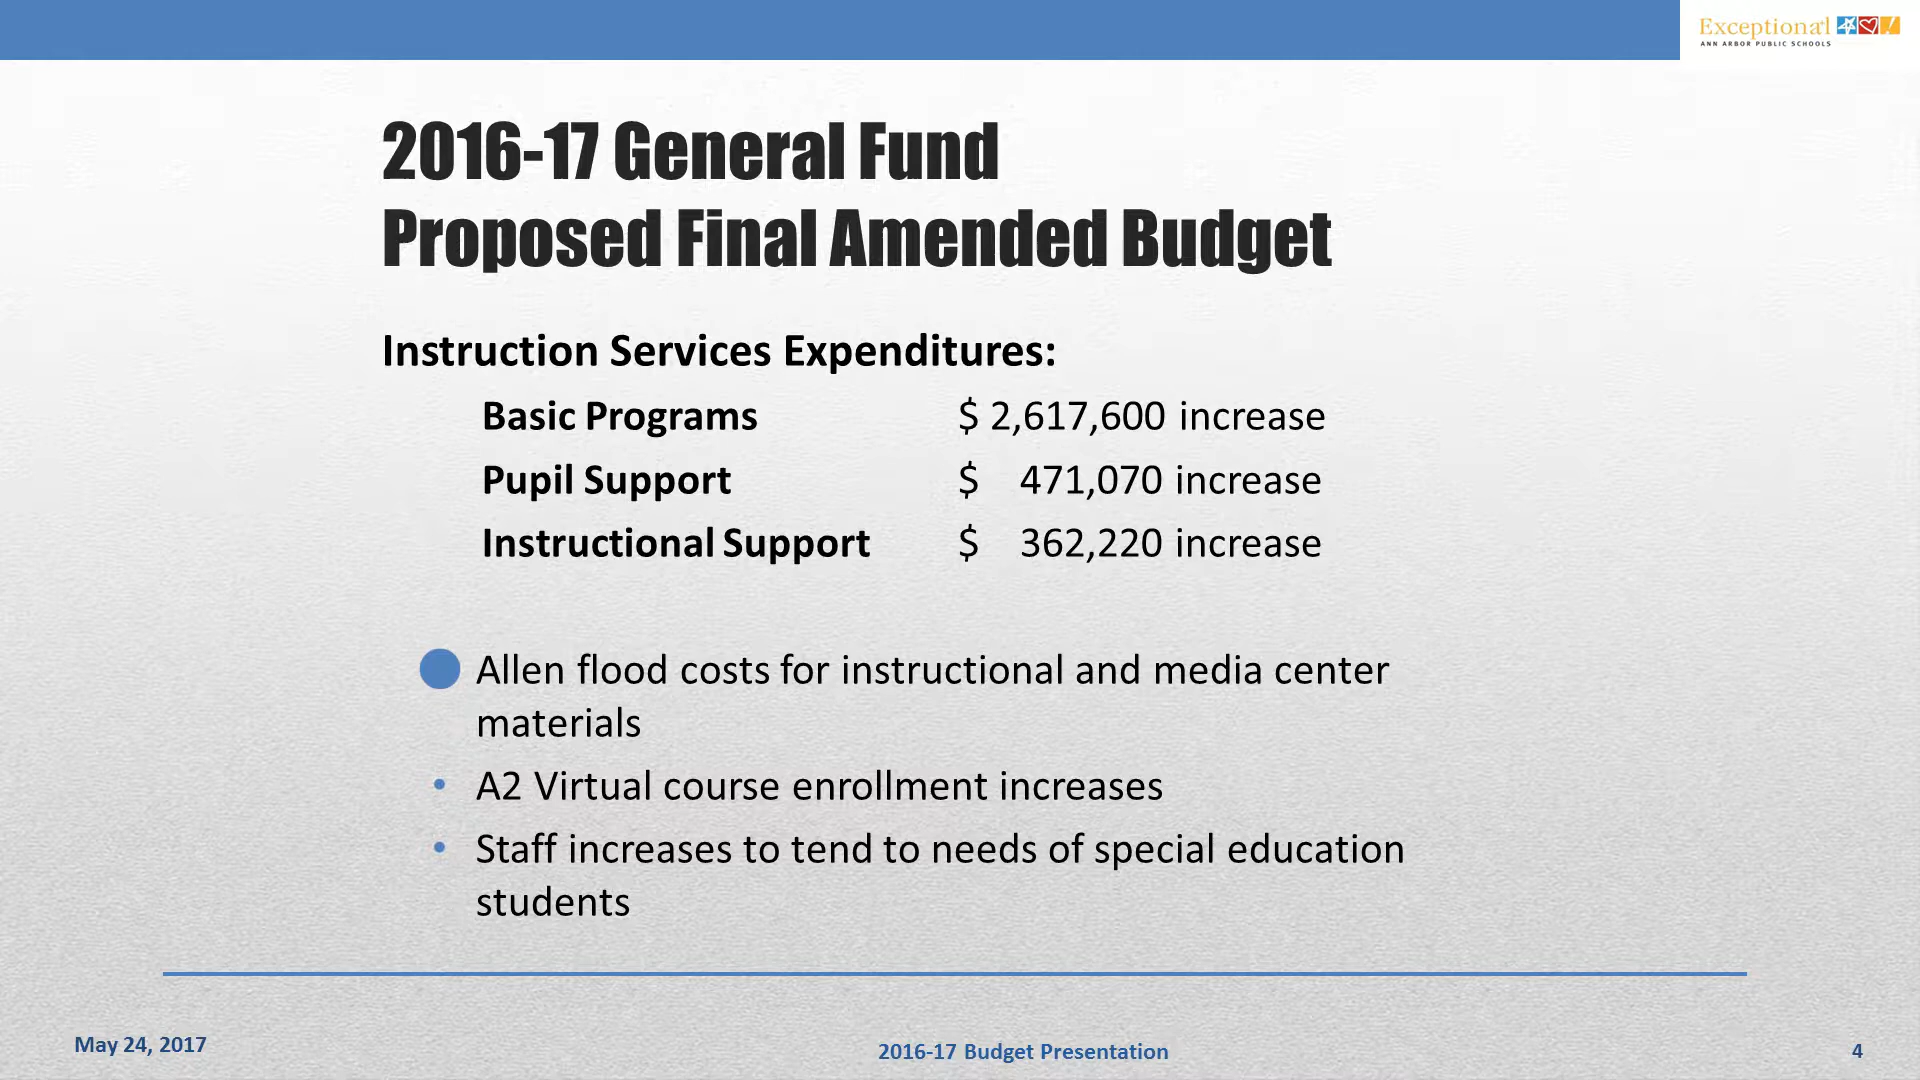 Exceptional
ANN ARBOR PUBLIC SCHOOLS
2016-17 General Fund
Proposed Final Amended Budget
Instruction Services Expenditures:
Basic Programs $ 2,617,600 increase
Pupil Support $ 471,070 increase
Instructional Support $ 362,220 increase
Allen flood costs for instructional and media center
materials
• A2 Virtual course enrollment increases
• Staff increases to tend to needs of special education
students
May 24, 2017
2016-17 Budget Presentation
4